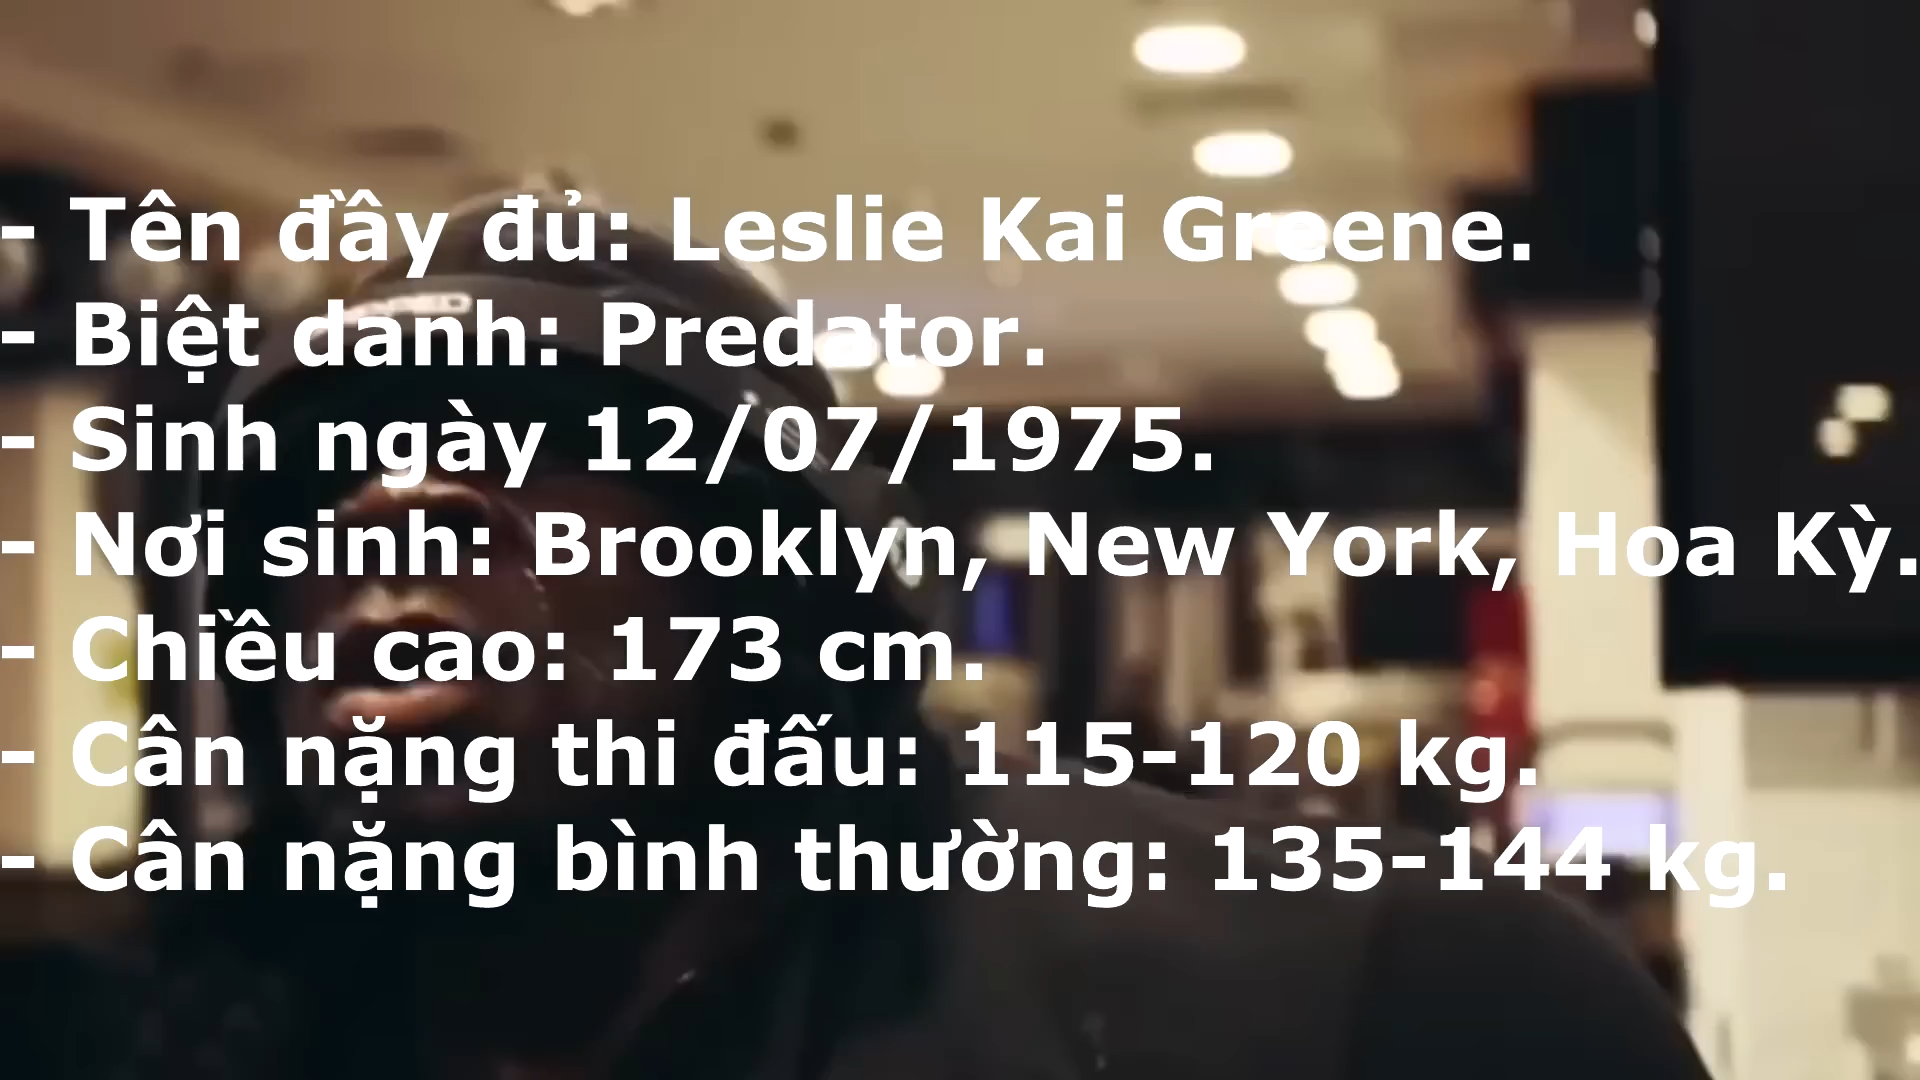 - Tên đầy đủ: Leslie Kai Greene.
- Biệt danh: Predator.
- Sinh ngày 12/07/1975.
- Nơi sinh: Brooklyn, New York, Hoa Kỳ.
- Chiều cao: 173 cm.
- Cân nặng thi đấu: 115-120 kg.
- Cân nặng bình thường: 135-144 kg.